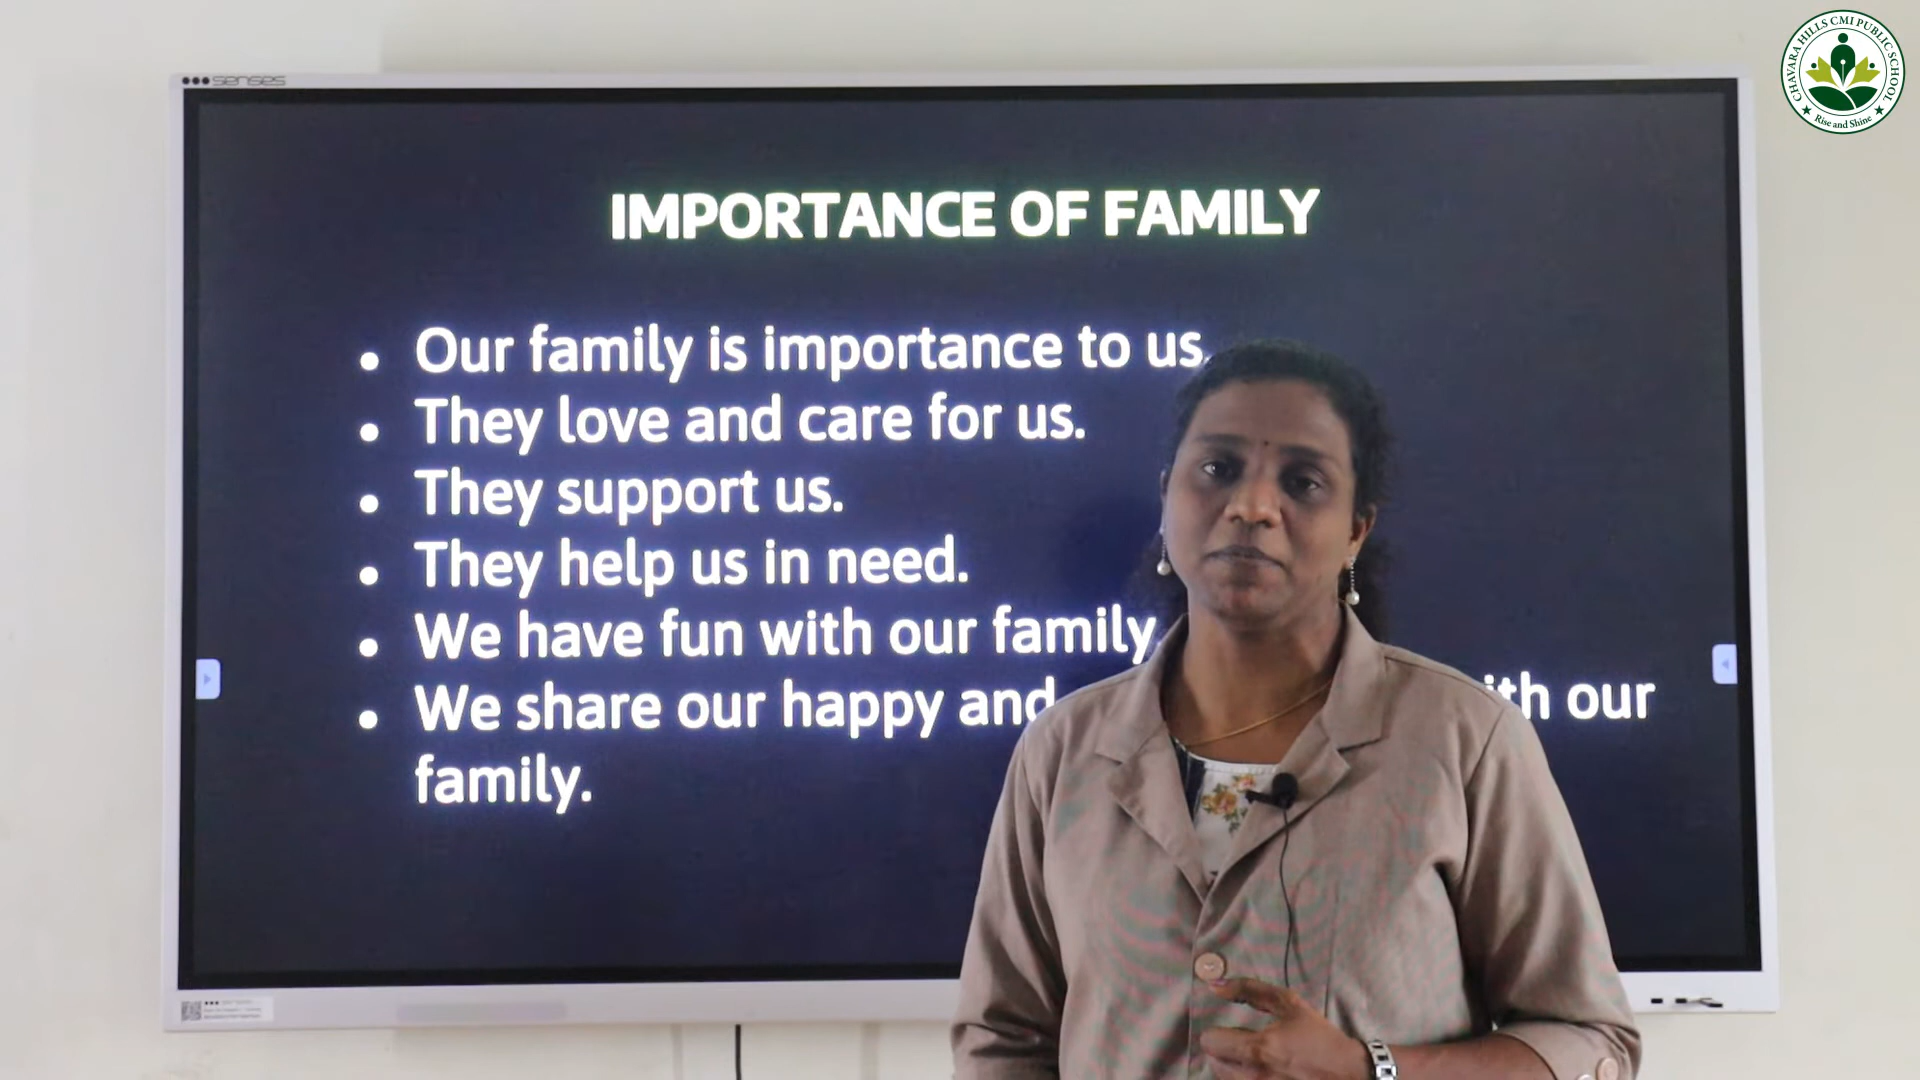 senses
CHAVARA HILLS CMI PUBLIC SCHOOL
Rise and Shine
IMPORTANCE OF FAMILY
• Our family is importance to us.
• They love and care for us.
• They support us.
• They help us in need.
• We have fun with our family.
• We share our happy and our
family.